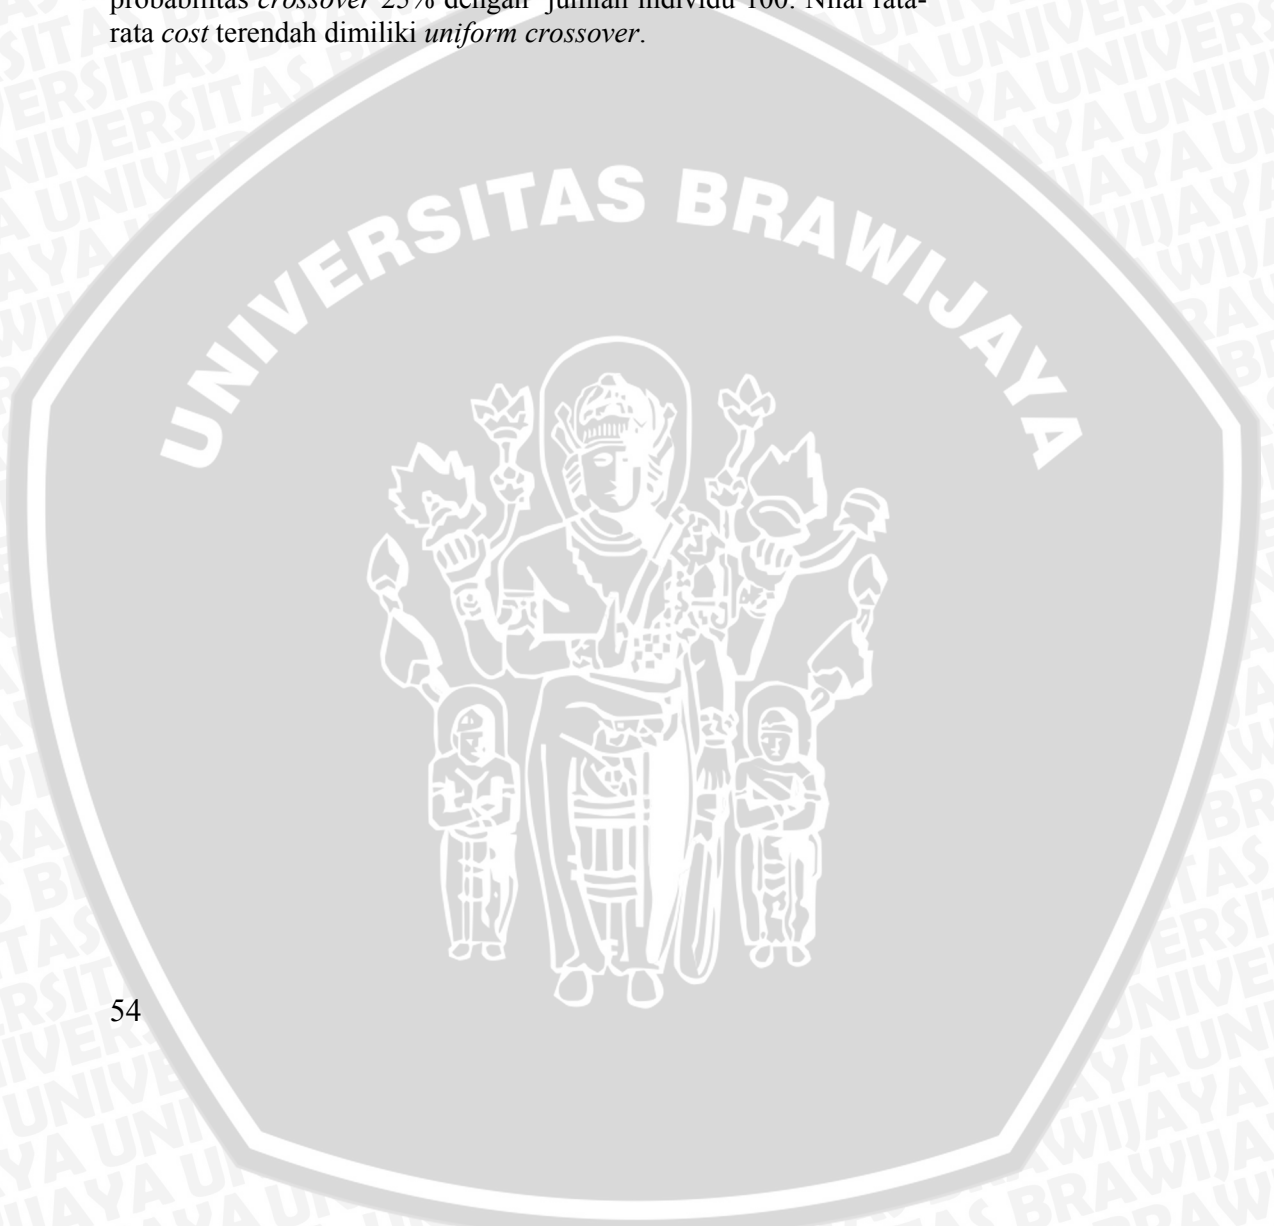 probabilitas crossover 25% dengan jumlah individu 100. Nilai rata-
rata cost terendah dimiliki uniform crossover.
UNIVERSITAS BRAWIJAYA
54